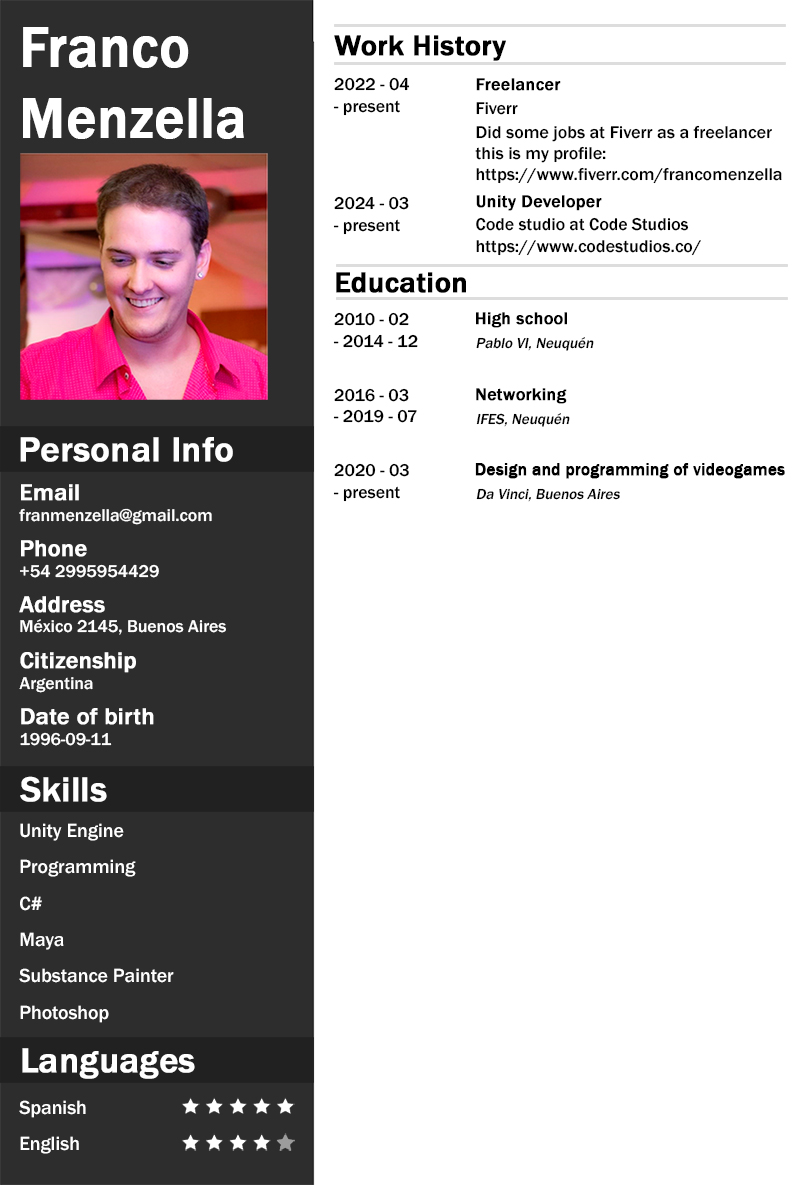 Franco
Menzella
Personal Info
Email
franmenzella@gmail.com
Phone
+54 2995954429
Address
México 2145, Buenos Aires
Citizenship
Argentina
Date of birth
1996-09-11
Skills
Unity Engine
Programming
C#
Maya
Substance Painter
Photoshop
Languages
Spanish
English
Work History
2022 - 04
- present
Freelancer
Fiverr
Did some jobs at Fiverr as a freelancer
this is my profile:
https://www.fiverr.com/francomenzella
2024 - 03
- present
Unity Developer
Code studio at Code Studios
https://www.codestudios.co/
Education
2010 - 02
- 2014 - 12
High school
Pablo VI, Neuquén
2016 - 03
- 2019 - 07
Networking
IFES, Neuquén
2020 - 03
- present
Design and programming of videogames
Da Vinci, Buenos Aires